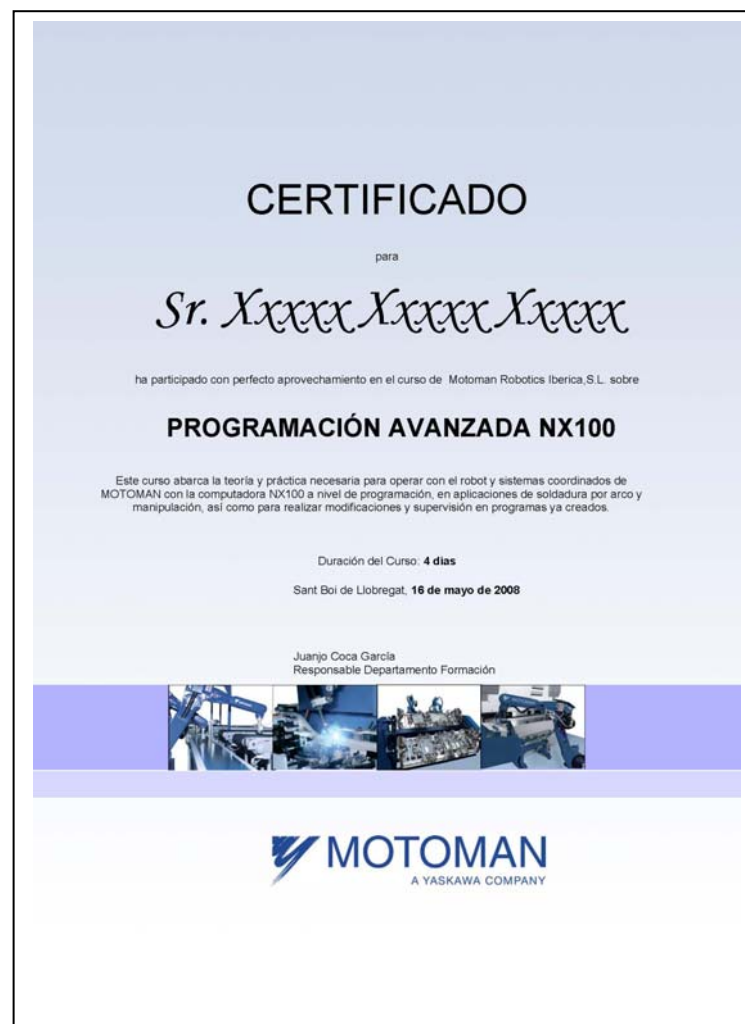 CERTIFICADO
para
Sr. Xxxxx Xxxxx Xxxxx
ha participado con perfecto aprovechamiento en el curso de Motoman Robotics Iberica,S.L. sobre
PROGRAMACIÓN AVANZADA NX100
Este curso abarca la teoría y práctica necesaria para operar con el robot y sistemas coordinados de
MOTOMAN con la computadora NX100 a nivel de programación, en aplicaciones de soldadura por arco y
manipulación, así como para realizar modificaciones y supervisión en programas ya creados.
Duración del Curso: 4 dias
Sant Boi de Llobregat, 16 de mayo de 2008
Juanjo Coca García
Responsable Departamento Formación
MOTOMAN
A YASKAWA COMPANY